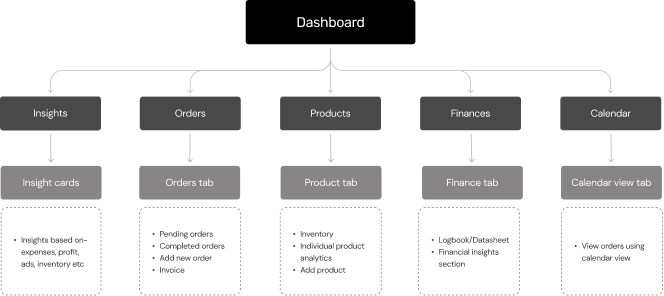 Dashboard
Insights
Orders
Products
Finances
Calendar
Insight cards
Orders tab
Product tab
Finance tab
Calendar view tab
• Insights based on-
expenses, profit,
ads, inventory etc
• Pending orders
• Completed orders
• Add new order
• Invoice
• Inventory
• Individual product
analytics
• Add product
• Logbook/Datasheet
• Financial insights
section
• View orders using
calendar view